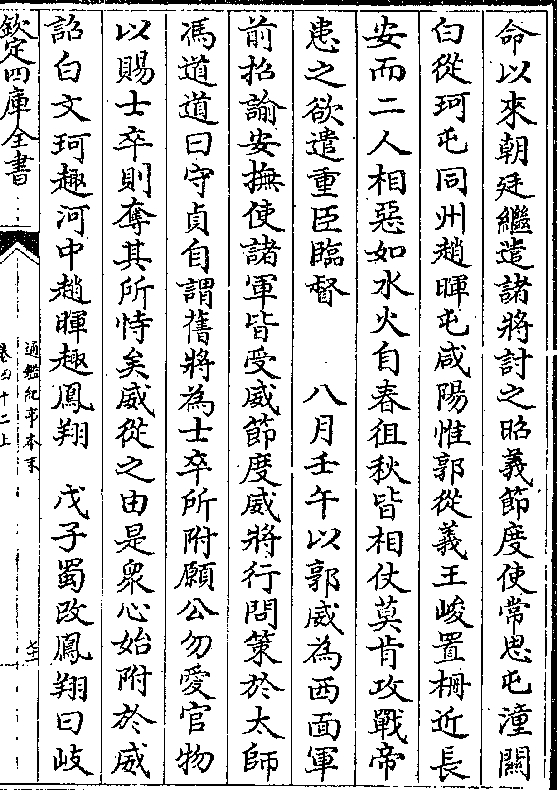 命以來朝廷繼遣諸將討之昭義節度使常思屯潼關
白從珂屯同州趙暉屯咸陽惟郭從義王峻置柵近長
安而二人相惡如水火自春徂秋皆相仗莫肯攻戰帝
患之欲遣重臣臨督　八月壬午以郭威為西面軍
前招諭安撫使諸軍皆受威節度威將行問策於太師
馮道道曰守貞自謂舊將為士卒所附願公勿愛官物
以賜士卒則奪其所恃矣威從之由是衆心始附於威
詔白文珂趣河中趙暉趣鳳翔　戊子蜀改鳳翔曰岐
欽定四庫全書
通鑑紀事本末
卷四十二上